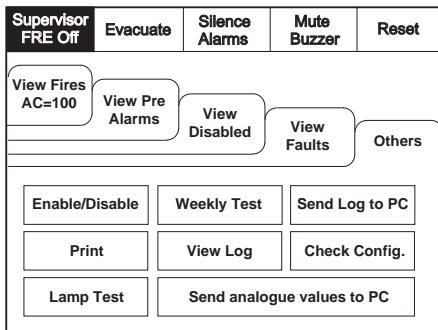 Supervisor
FRE Off
Evacuate
Silence
Alarms
Mute
Buzzer
Reset
View Fires
AC=100
View Pre
Alarms
View
Disabled
View
Faults
Others
Enable/Disable
Weekly Test
Send Log to PC
Print
View Log
Check Config.
Lamp Test
Send analogue values to PC